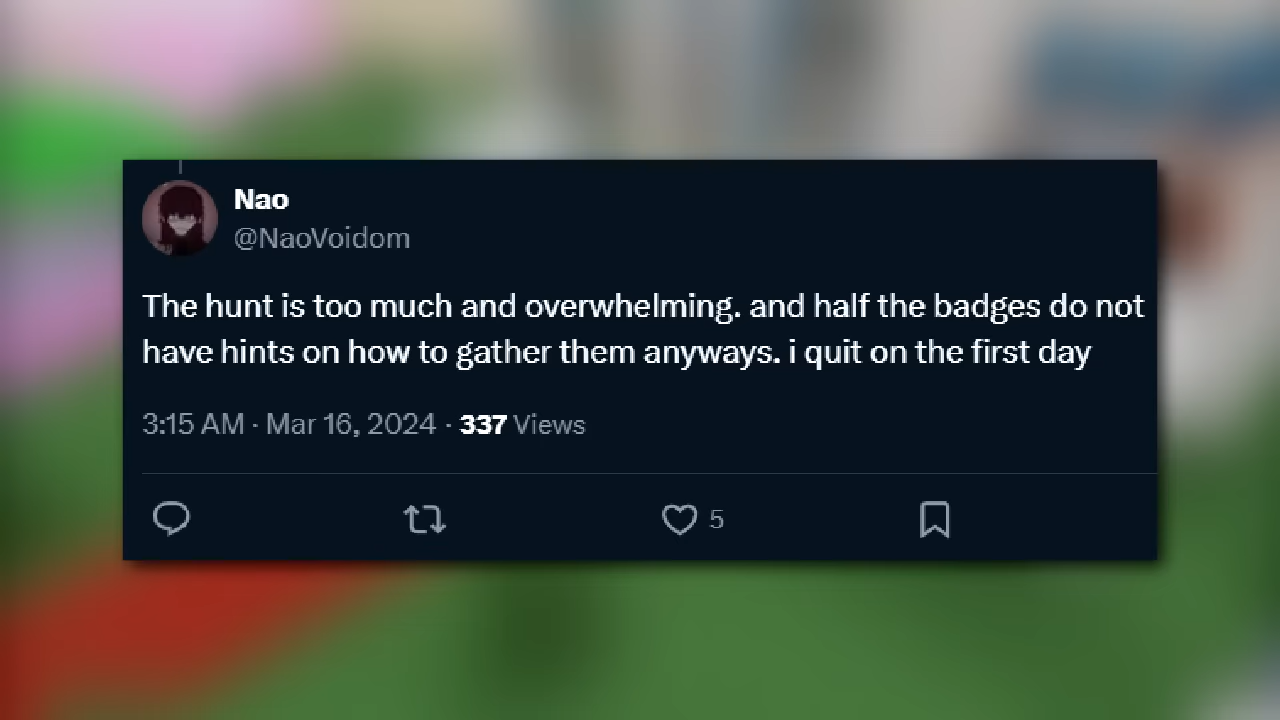 Nao
@NaoVoidom
The hunt is too much and overwhelming. and half the badges do not
have hints on how to gather them anyways. i quit on the first day
3:15 AM · Mar 16, 2024 · 337 Views
5